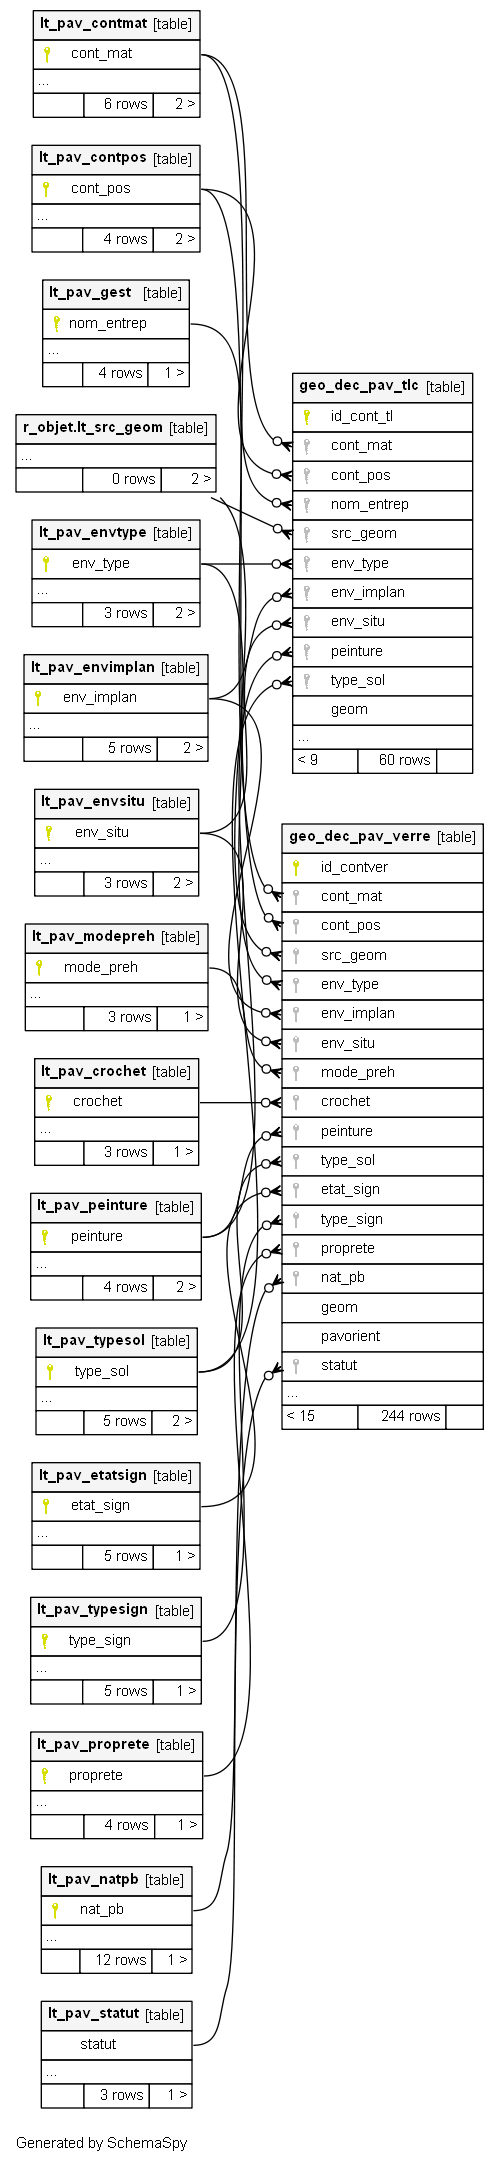 lt_pav_contmat [table]
cont_mat
...
6 rows 2 >
lt_pav_contpos [table]
cont_pos
...
4 rows 2 >
lt_pav_gest [table]
nom_entrep
...
4 rows 1 >
r_objet.lt_src_geom [table]
...
0 rows 2 >
lt_pav_envtype [table]
env_type
...
3 rows 2 >
lt_pav_envimplan [table]
env_implan
...
5 rows 2 >
lt_pav_envsitu [table]
env_situ
...
3 rows 2 >
lt_pav_modepreh [table]
mode_preh
...
3 rows 1 >
lt_pav_crochet [table]
crochet
...
3 rows 1 >
lt_pav_peinture [table]
peinture
...
4 rows 2 >
lt_pav_typesol [table]
type_sol
...
5 rows 2 >
lt_pav_etatsign [table]
etat_sign
...
5 rows 1 >
lt_pav_typesign [table]
type_sign
...
5 rows 1 >
lt_pav_proprete [table]
proprete
...
4 rows 1 >
lt_pav_natpb [table]
nat_pb
...
12 rows 1 >
lt_pav_statut [table]
statut
...
3 rows 1 >
geo_dec_pav_tlc [table]
id_cont_tl
cont_mat
cont_pos
nom_entrep
src_geom
env_type
env_implan
env_situ
peinture
type_sol
geom
...
< 9 60 rows
geo_dec_pav_verre [table]
id_contver
cont_mat
cont_pos
src_geom
env_type
env_implan
env_situ
mode_preh
crochet
peinture
type_sol
etat_sign
type_sign
proprete
nat_pb
geom
pavorient
statut
...
< 15 244 rows
Generated by SchemaSpy